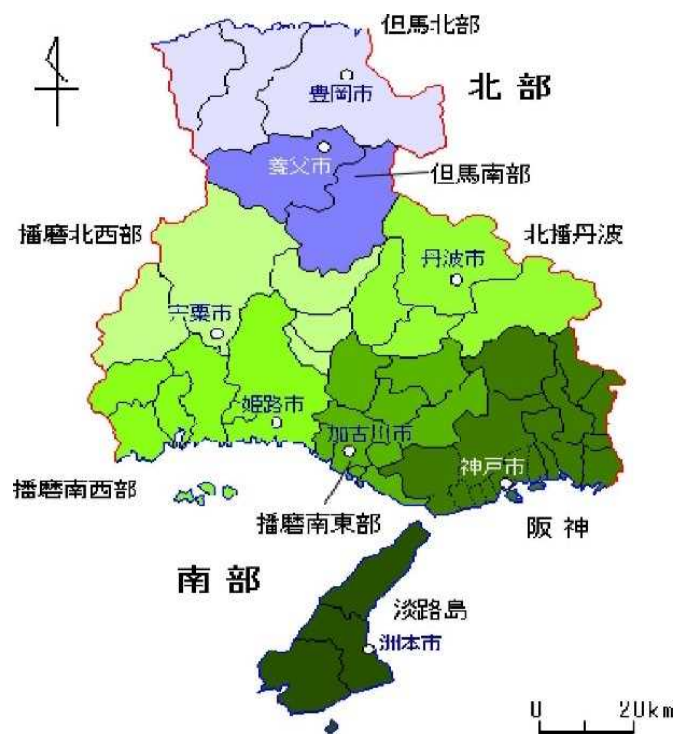 但馬北部
北部
豊岡市
養父市
但馬南部
播磨北西部
北播丹波
丹波市
宍粟市
姫路市
加古川市
神戸市
播磨南西部
播磨南東部
阪神
南部
淡路島
洲本市
0 20km